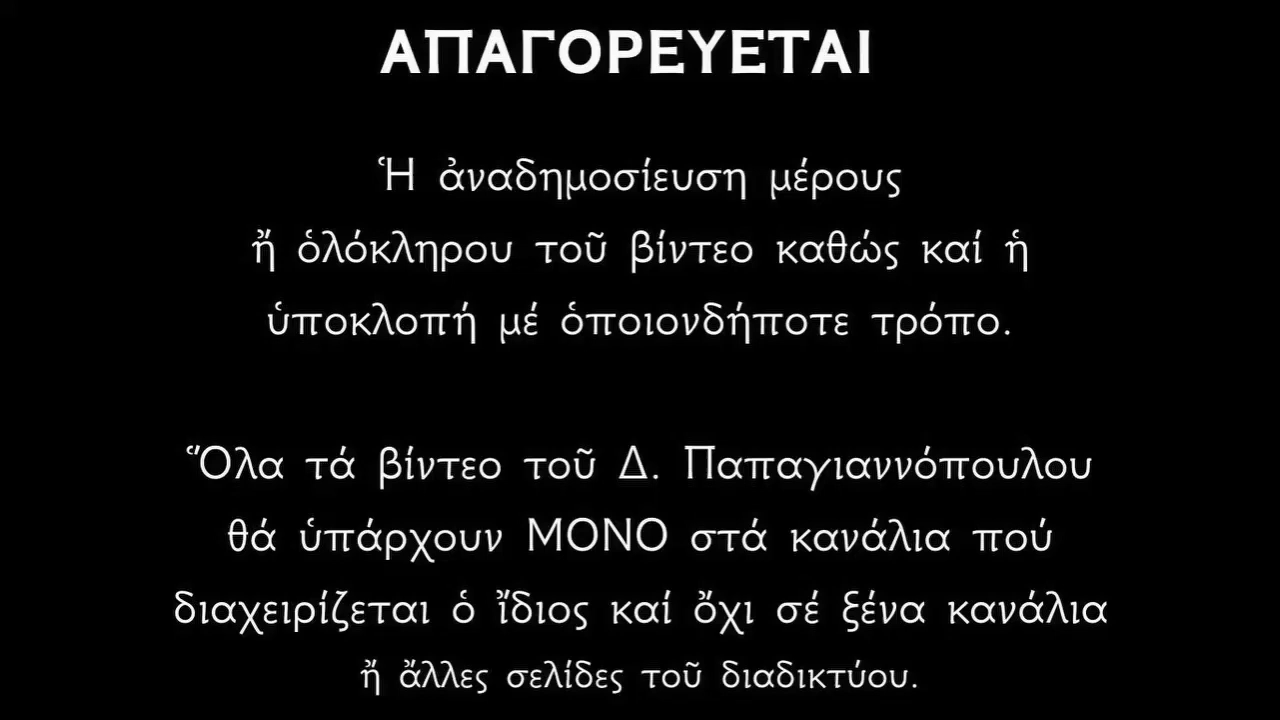 ΑΠΑΓΟΡΕΥΕΤΑΙ
Ἡ ἀναδημοσίευση μέρους
ἤ ὁλόκληρου τοῦ βίντεο καθώς καί ἡ
ὑποκλοπή μέ ὁποιονδήποτε τρόπο.
Ὅλα τά βίντεο τοῦ Δ. Παπαγιαννόπουλου
θά ὑπάρχουν ΜΟΝΟ στά κανάλια πού
διαχειρίζεται ὁ ἴδιος καί ὄχι σέ ξένα κανάλια
ἤ ἄλλες σελίδες τοῦ διαδικτύου.